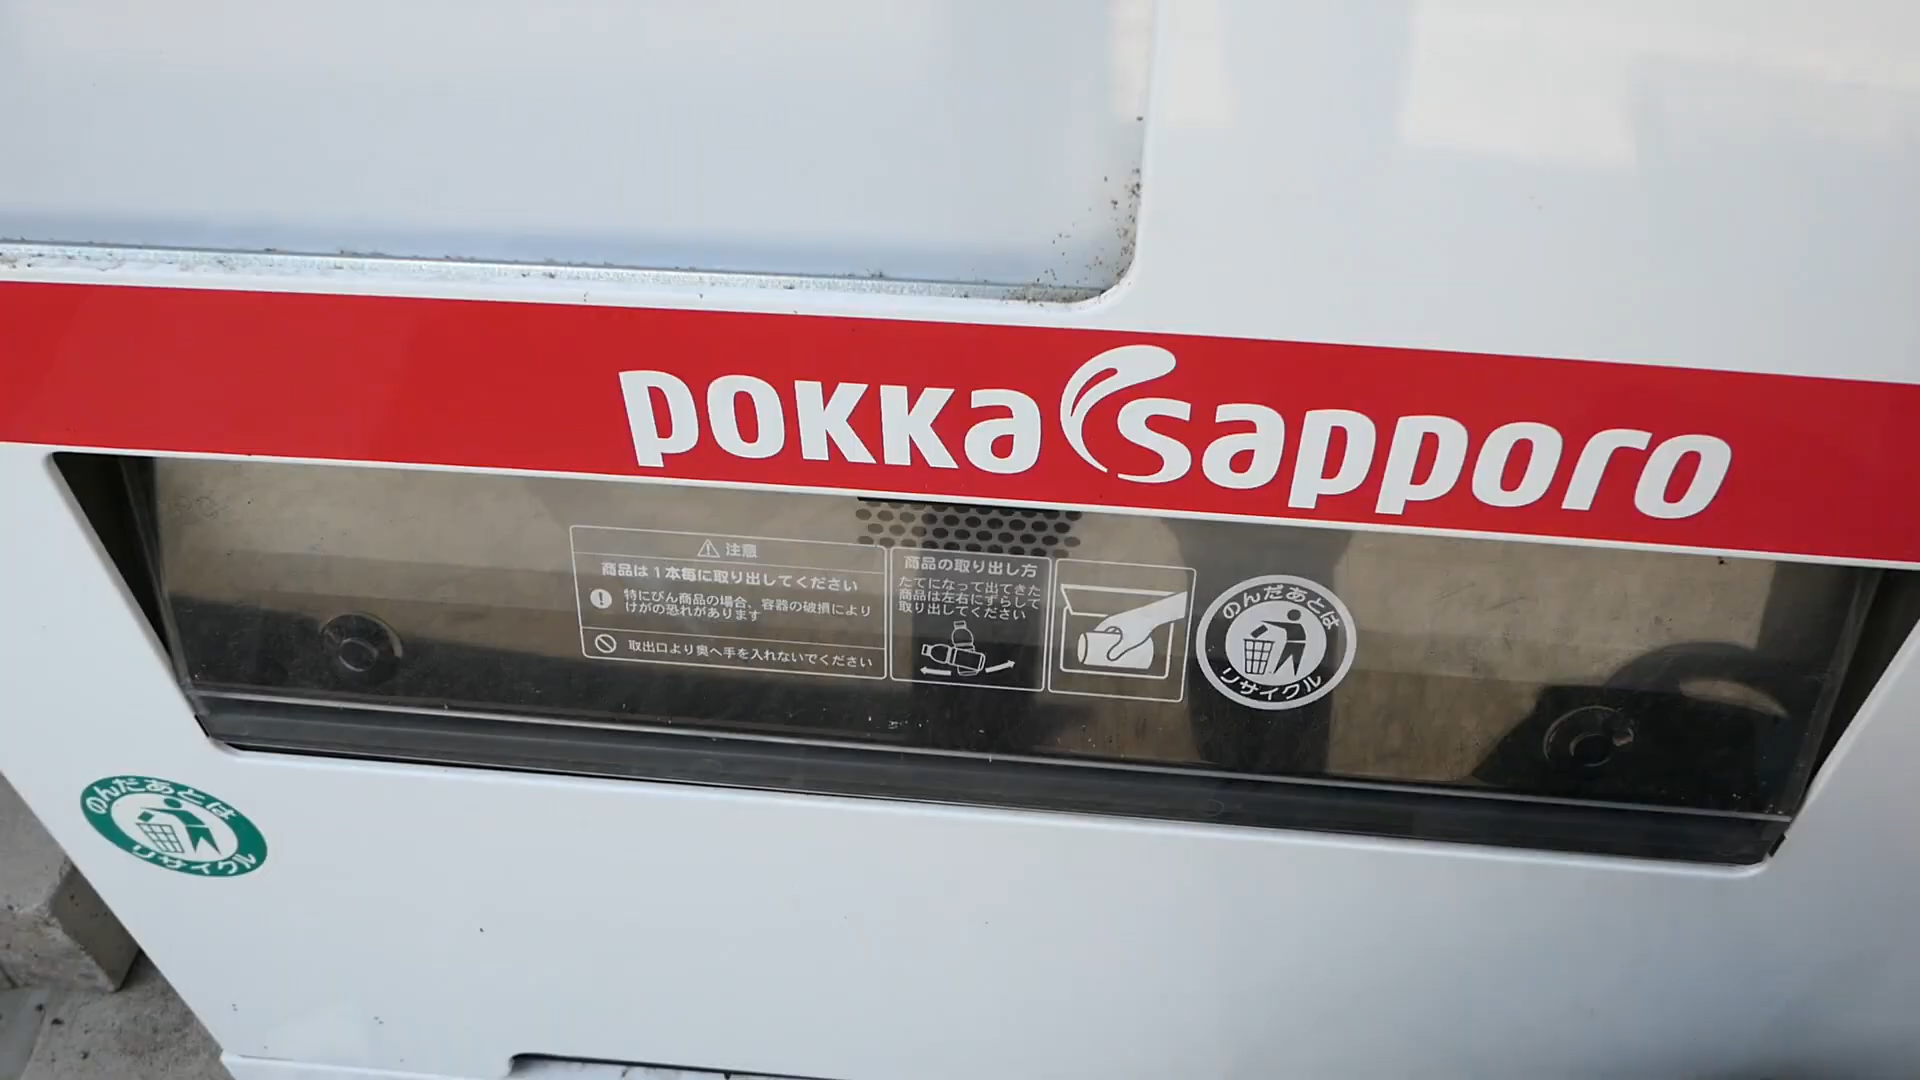 pokka sapporo
注意
商品は1本毎に取り出してください
特にびん商品の場合、容器の破損により
けがの恐れがあります
取出口より奥へ手を入れないでください
商品の取り出し方
たてになって出てきた
商品は左右にずらして
取り出してください
のんだあとは
リサイクル
のんだあとは
リサイクル